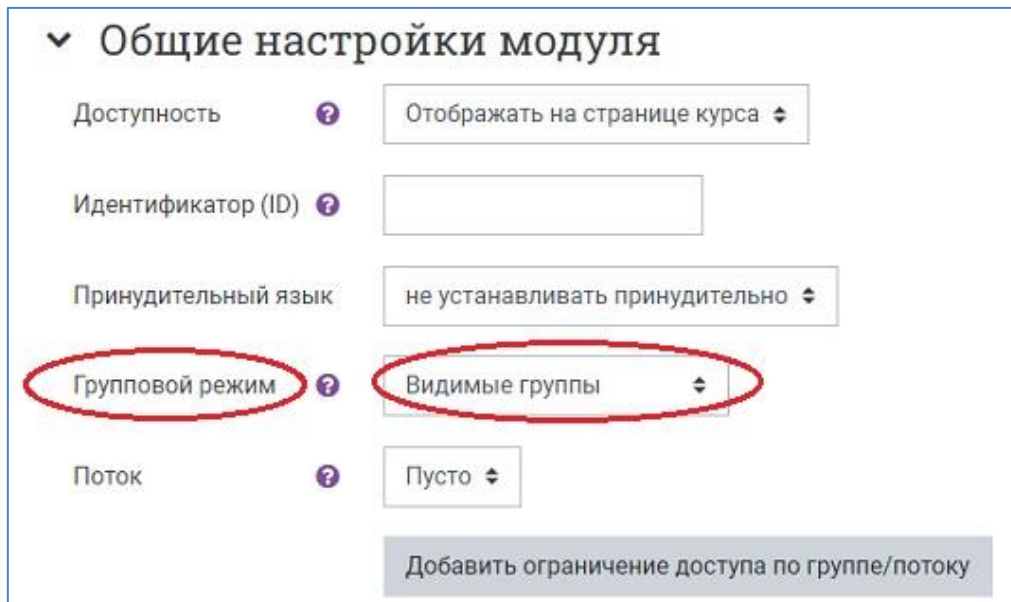 Общие настройки модуля
Доступность ? Отображать на странице курса
Идентификатор (ID) ?
Принудительный язык не устанавливать принудительно
Групповой режим ? Видимые группы
Поток ? Пусто
Добавить ограничение доступа по группе/потоку